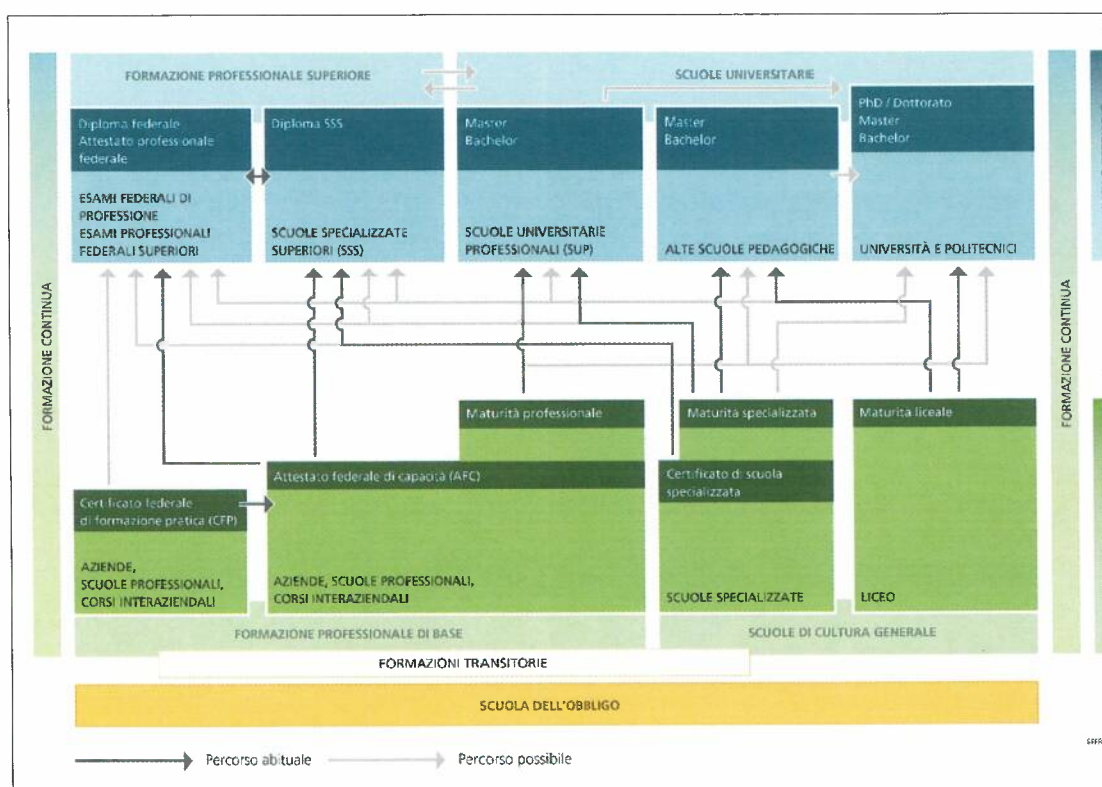 FORMAZIONE PROFESSIONALE SUPERIORE
SCUOLE UNIVERSITARIE
Diploma federale
Attestato professionale
federale
Diploma SSS
Master
Bachelor
Master
Bachelor
PhD / Dottorato
Master
Bachelor
ESAMI FEDERALI DI
PROFESSIONE
ESAMI PROFESSIONALI
FEDERALI SUPERIORI
SCUOLE SPECIALIZZATE
SUPERIORI (SSS)
SCUOLE UNIVERSITARIE
PROFESSIONALI (SUP)
ALTE SCUOLE PEDAGOGICHE
UNIVERSITÀ E POLITECNICI
FORMAZIONE CONTINUA
FORMAZIONE CONTINUA
Maturità professionale
Maturità specializzata
Maturità liceale
Attestato federale di capacità (AFC)
Certificato di scuola
specializzata
Certificato federale
di formazione pratica (CFP)
AZIENDE,
SCUOLE PROFESSIONALI,
CORSI INTERAZIENDALI
AZIENDE, SCUOLE PROFESSIONALI,
CORSI INTERAZIENDALI
SCUOLE SPECIALIZZATE
LICEO
FORMAZIONE PROFESSIONALE DI BASE
SCUOLE DI CULTURA GENERALE
FORMAZIONI TRANSITORIE
SCUOLA DELL'OBBLIGO
Percorso abituale
Percorso possibile